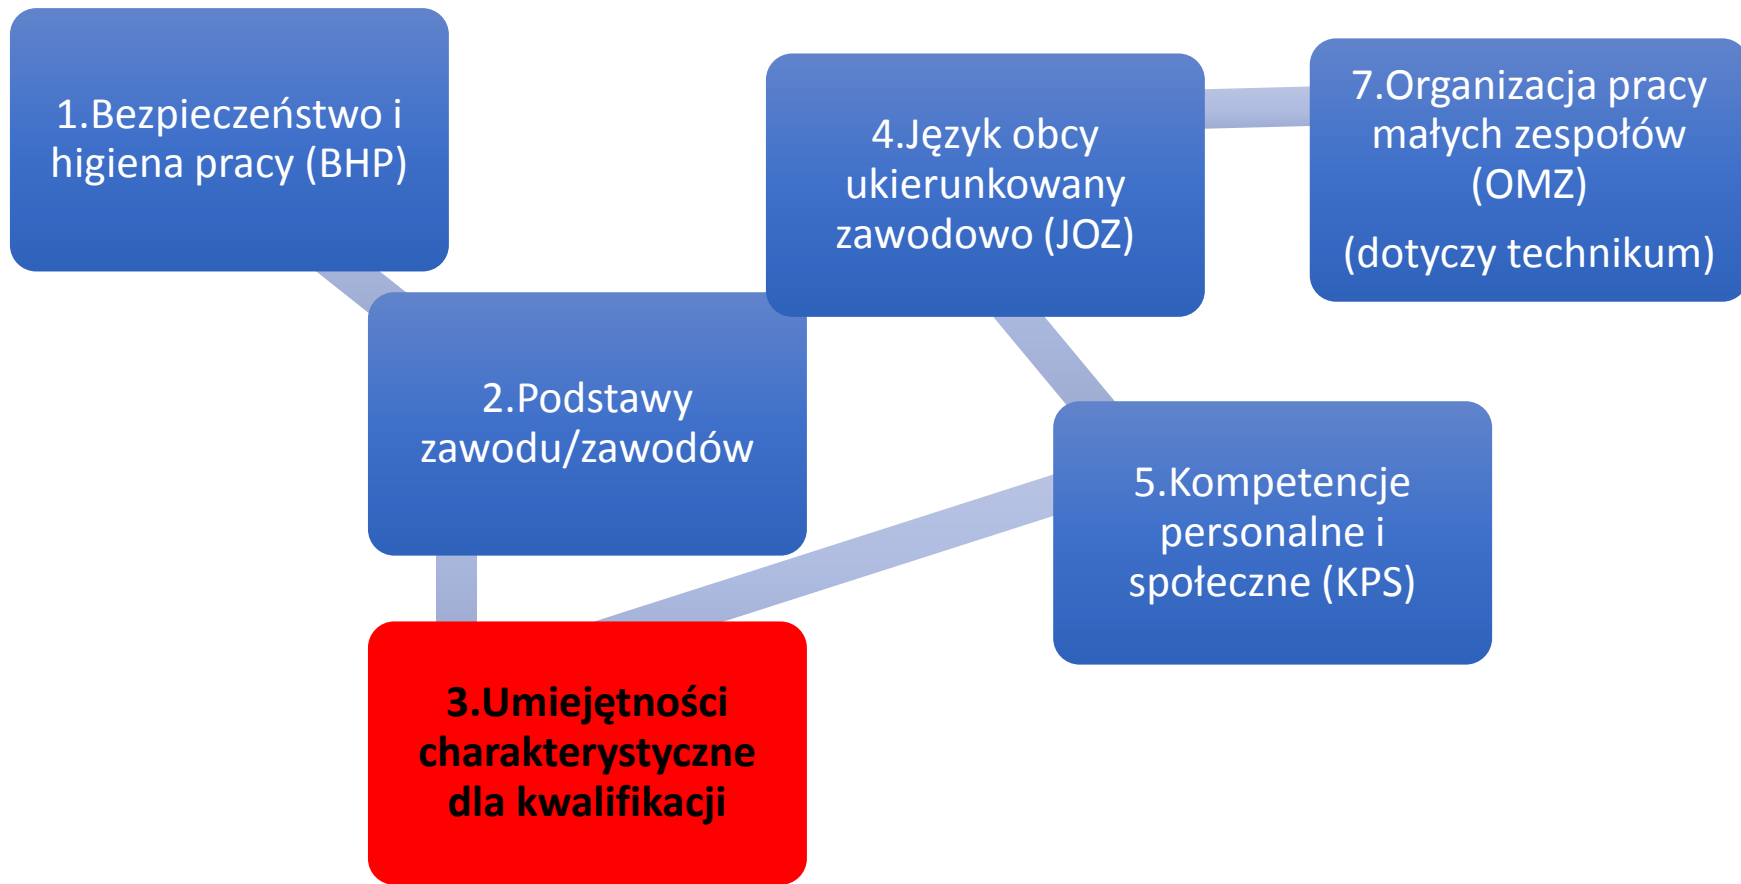 1.Bezpieczeństwo i
higiena pracy (BHP)
2.Podstawy
zawodu/zawodów
3.Umiejętności
charakterystyczne
dla kwalifikacji
4.Język obcy
ukierunkowany
zawodowo (JOZ)
5.Kompetencje
personalne i
społeczne (KPS)
7.Organizacja pracy
małych zespołów
(OMZ)
(dotyczy technikum)